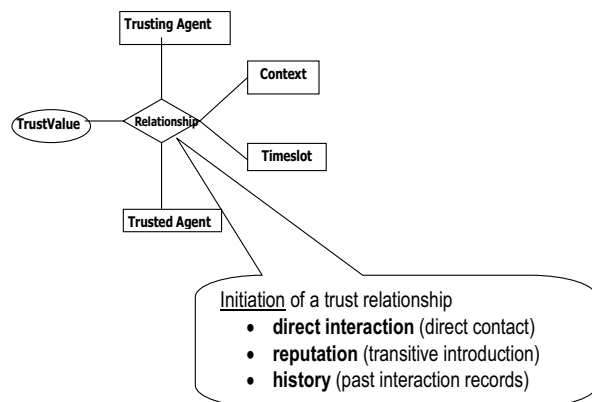 Trusting Agent
Context
TrustValue
Relationship
Timeslot
Trusted Agent
Initiation of a trust relationship
• direct interaction (direct contact)
• reputation (transitive introduction)
• history (past interaction records)